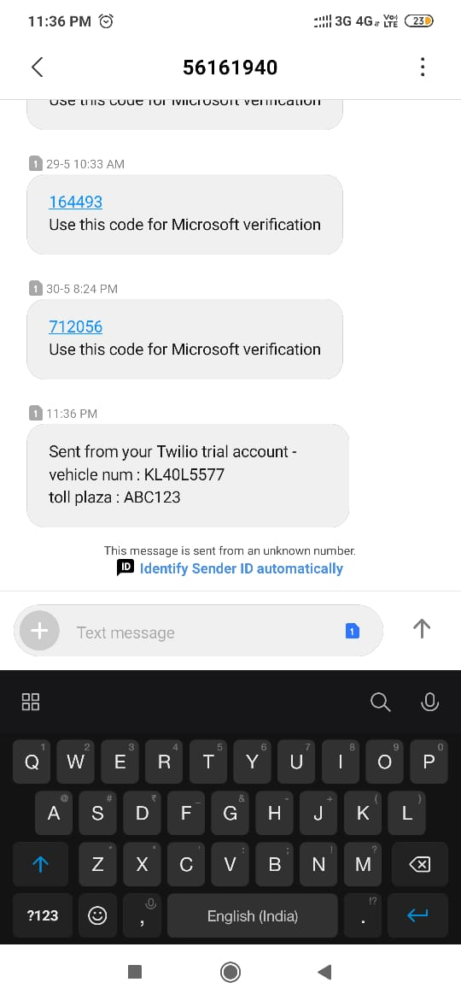 11:36 PM 3G 4G Vo) LTE 23
56161940
Use this code for Microsoft verification
1 29-5 10:33 AM
164493
Use this code for Microsoft verification
1 30-5 8:24 PM
712056
Use this code for Microsoft verification
1 11:36 PM
Sent from your Twilio trial account -
vehicle num : KL40L5577
toll plaza : ABC123
This message is sent from an unknown number.
ID Identify Sender ID automatically
Text message 1
1 2 3 4 5 6 7 8 9 0
Q W E R T Y U I O P
@ # ₹ _ & - + ( )
A S D F G H J K L
* " ' : ; ! ?
Z X C V B N M
!?
?123 , English (India) .